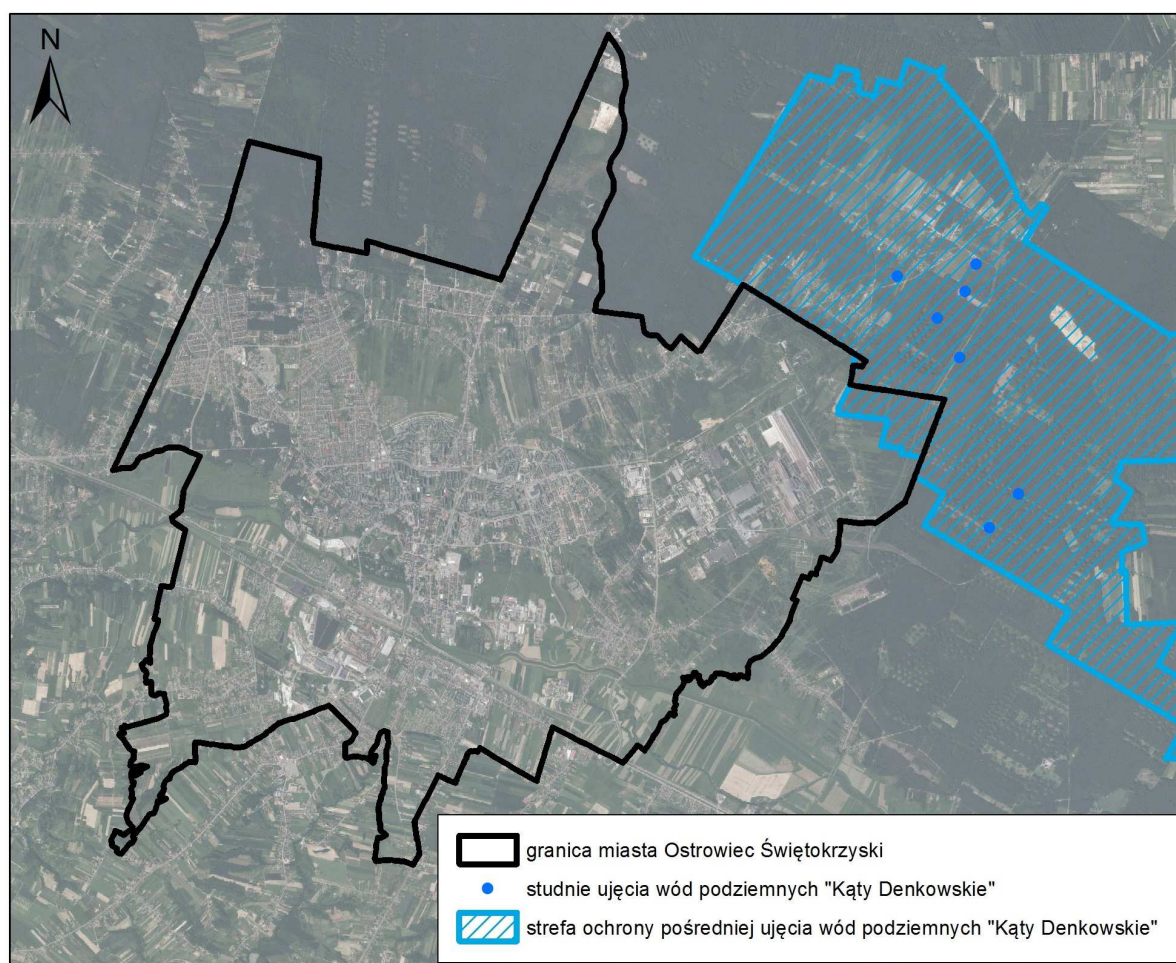 N
granica miasta Ostrowiec Świętokrzyski
studnie ujęcia wód podziemnych "Kąty Denkowskie"
strefa ochrony pośredniej ujęcia wód podziemnych "Kąty Denkowskie"